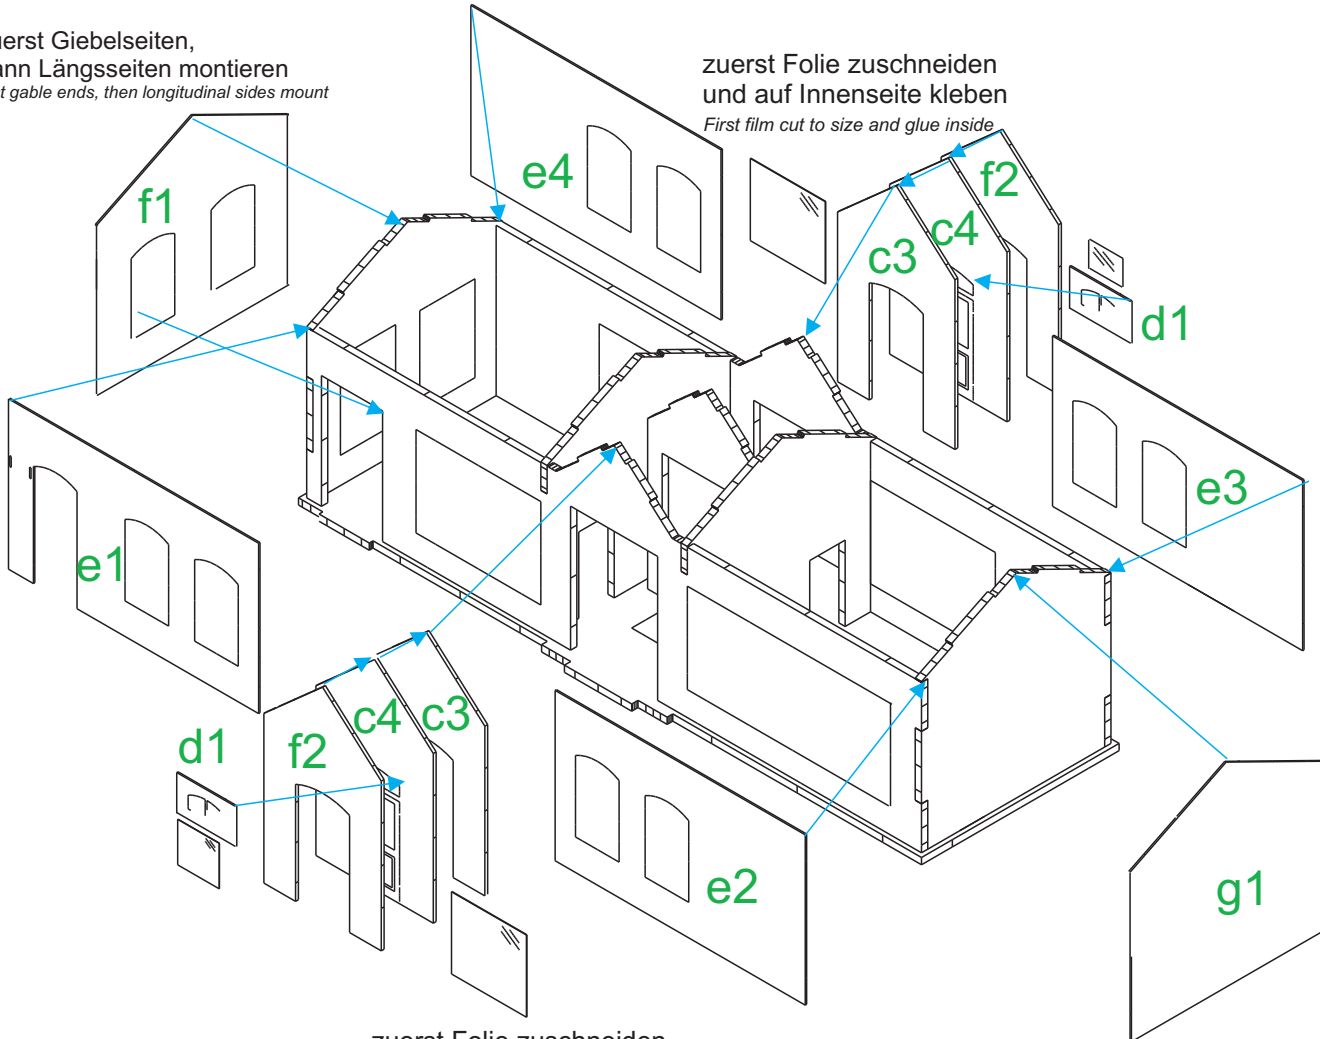 uerst Giebelseiten,
ann Längsseiten montieren
t gable ends, then longitudinal sides mount
zuerst Folie zuschneiden
und auf Innenseite kleben
First film cut to size and glue inside
f1
e4
f2
c4
c3
d1
e3
e1
c4
c3
d1
f2
e2
g1
zuerst Folie zuschneiden